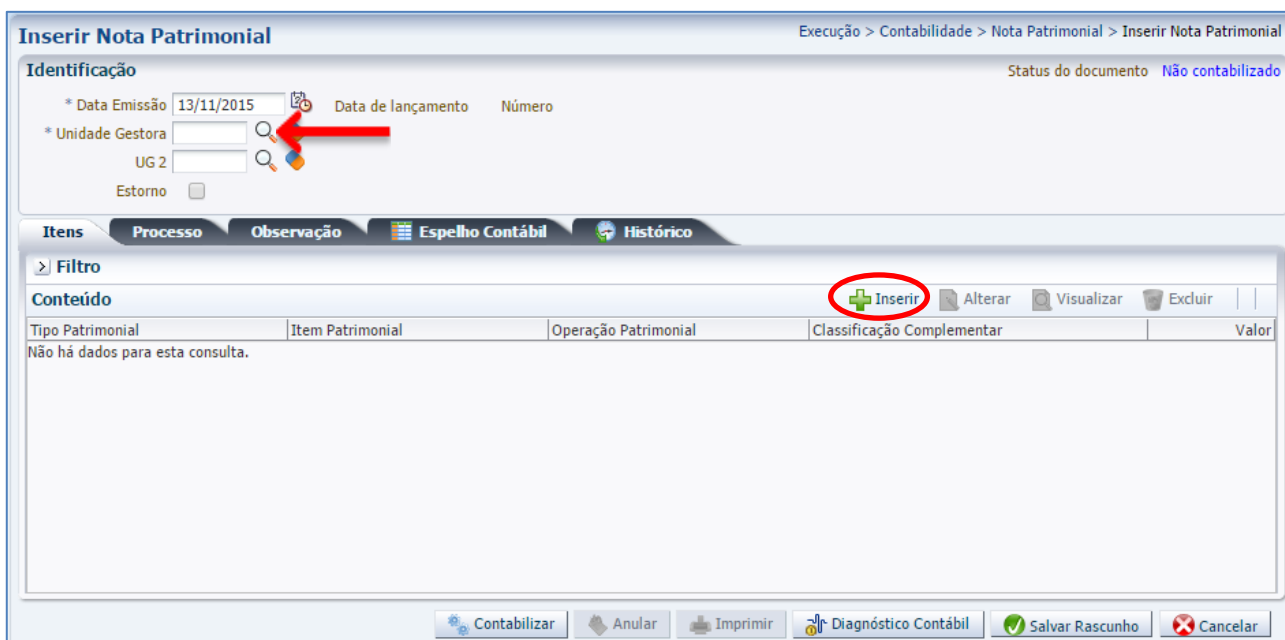 Inserir Nota Patrimonial
Execução > Contabilidade > Nota Patrimonial > Inserir Nota Patrimonial
Identificação
Status do documento Não contabilizado
* Data Emissão 13/11/2015 Data de lançamento Número
* Unidade Gestora
UG 2
Estorno
Itens Processo Observação Espelho Contábil Histórico
Filtro
Conteúdo Inserir Alterar Visualizar Excluir
Tipo Patrimonial Item Patrimonial Operação Patrimonial Classificação Complementar Valor
Não há dados para esta consulta.
Contabilizar Anular Imprimir Diagnóstico Contábil Salvar Rascunho Cancelar